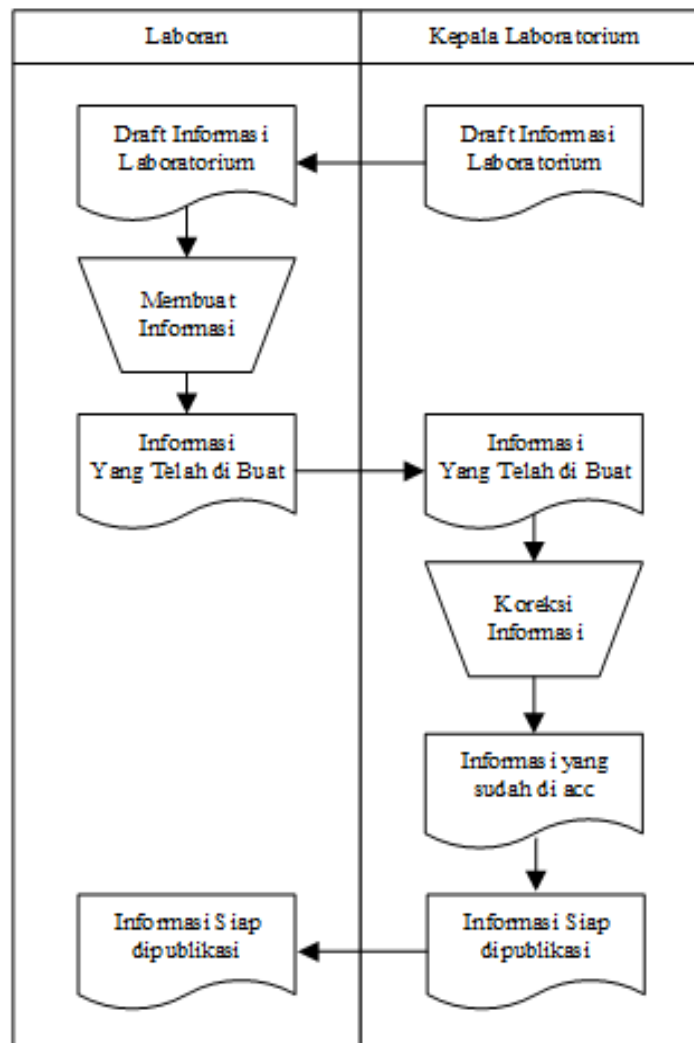 Laboran
Kepala Laboratorium
Draft Informasi
Laboratorium
Draft Informasi
Laboratorium
Membuat
Informasi
Informasi
Yang Telah di Buat
Informasi
Yang Telah di Buat
Koreksi
Informasi
Informasi yang
sudah di acc
Informasi Siap
dipublikasi
Informasi Siap
dipublikasi